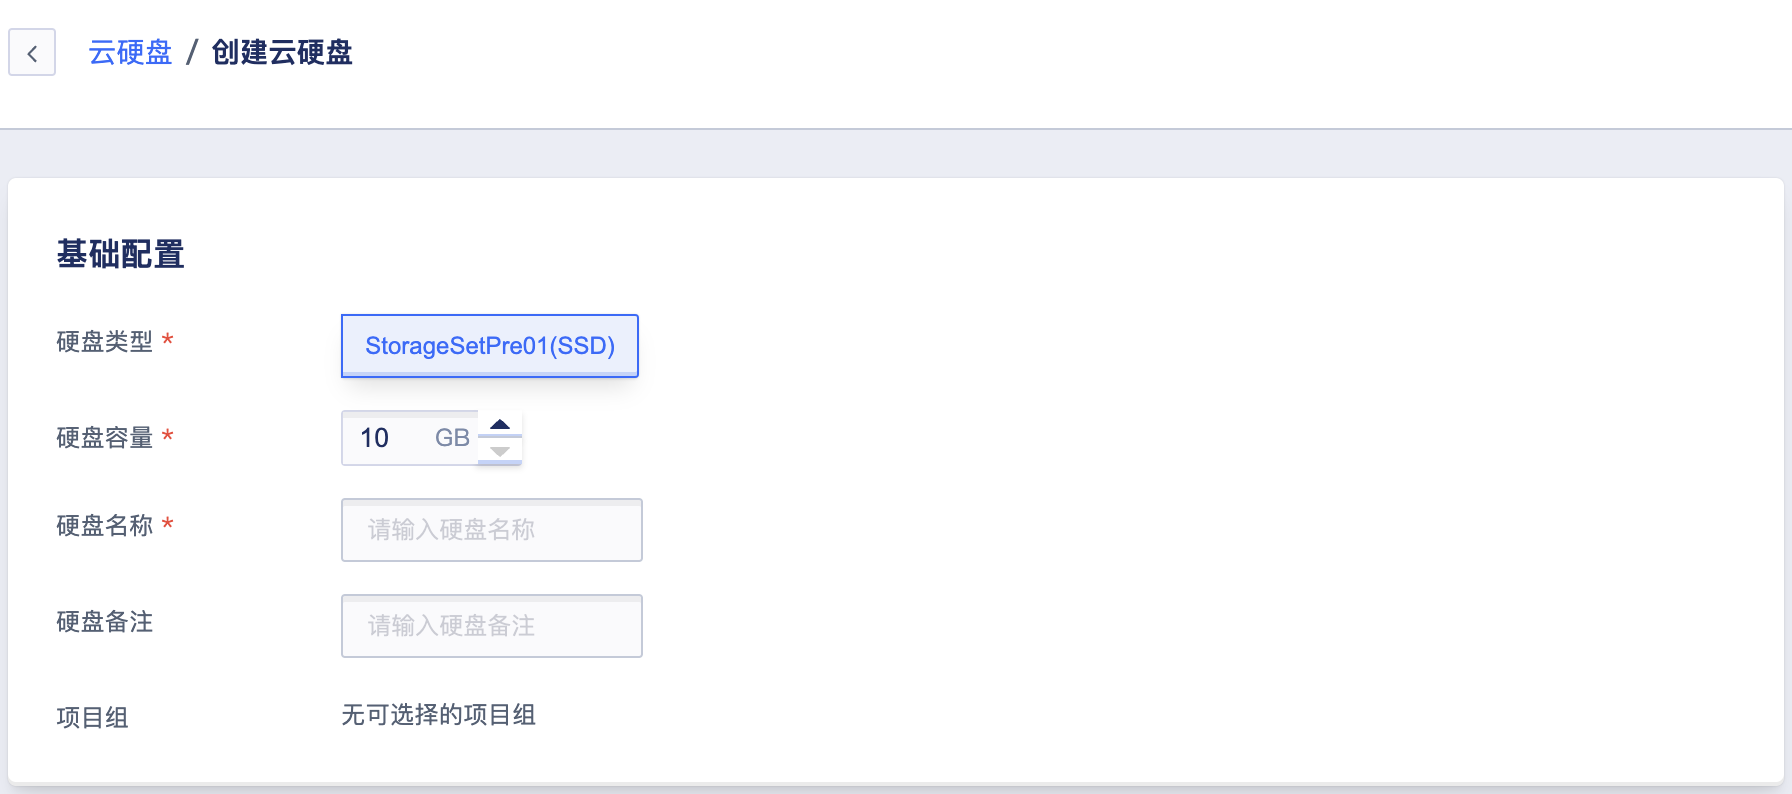 云硬盘 / 创建云硬盘
基础配置
硬盘类型 * StorageSetPre01(SSD)
硬盘容量 * 10 GB
硬盘名称 * 请输入硬盘名称
硬盘备注 请输入硬盘备注
项目组 无可选择的项目组